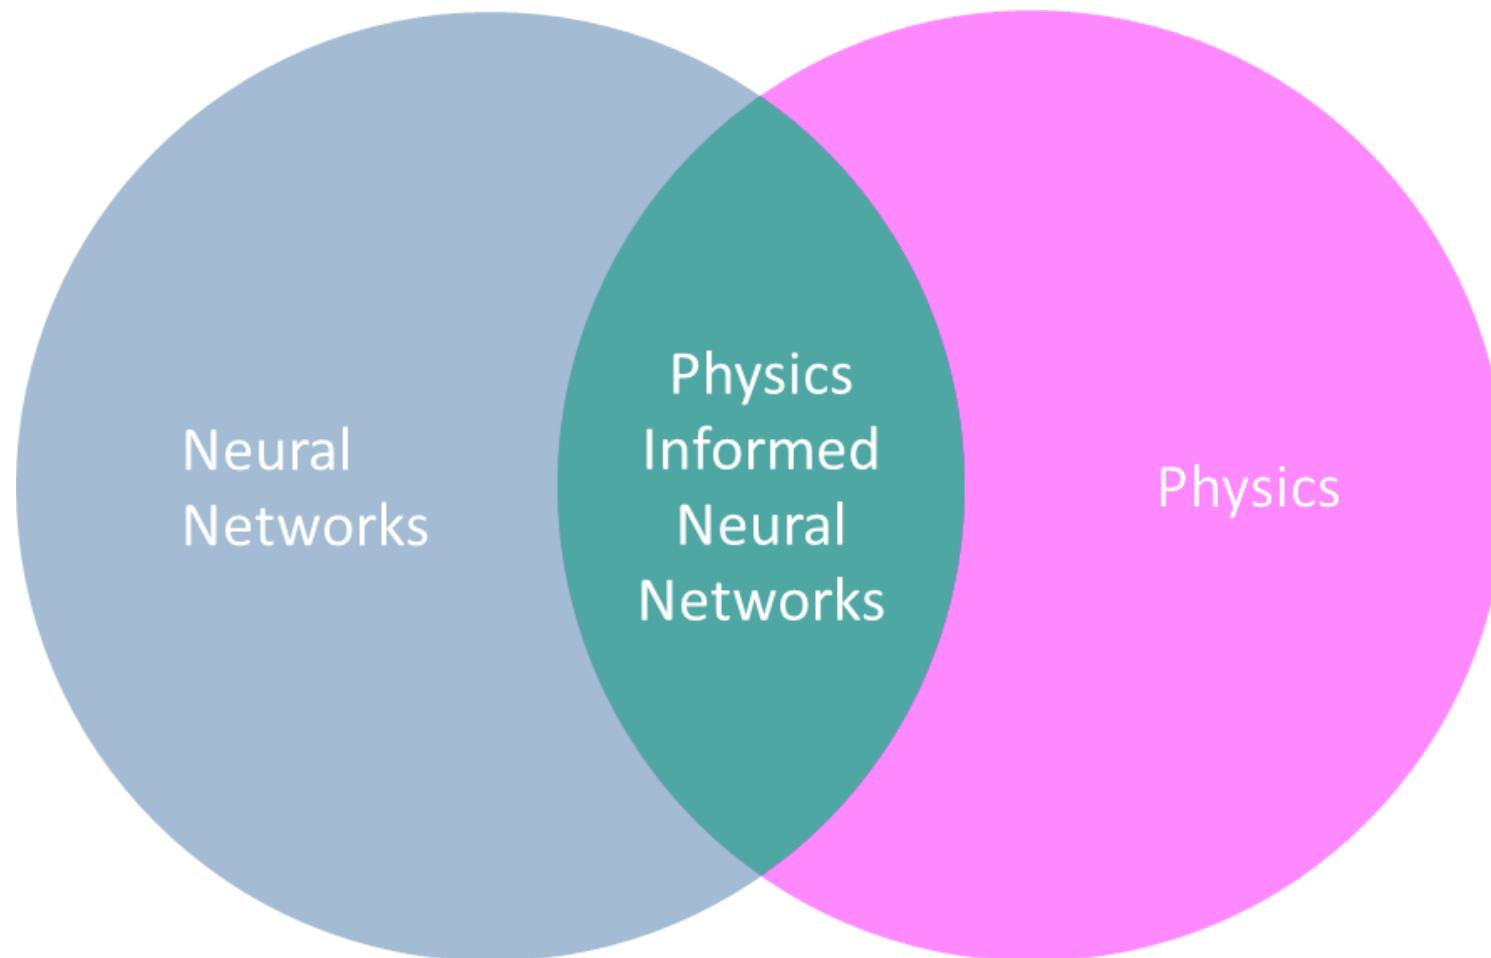 Neural
Networks
Physics
Informed
Neural
Networks
Physics